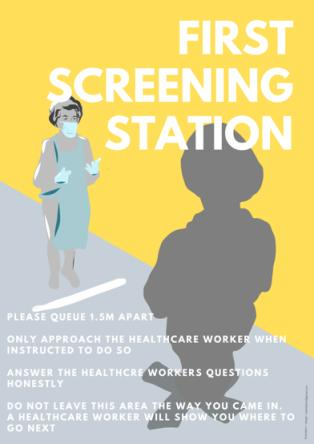 FIRST
SCREENING
STATION
PLEASE QUEUE 1.5M APART
ONLY APPROACH THE HEALTHCARE WORKER WHEN
INSTRUCTED TO DO SO
ANSWER THE HEALTHCRE WORKERS QUESTIONS
HONESTLY
DO NOT LEAVE THIS AREA THE WAY YOU CAME IN.
A HEALTHCARE WORKER WILL SHOW YOU WHERE TO
GO NEXT